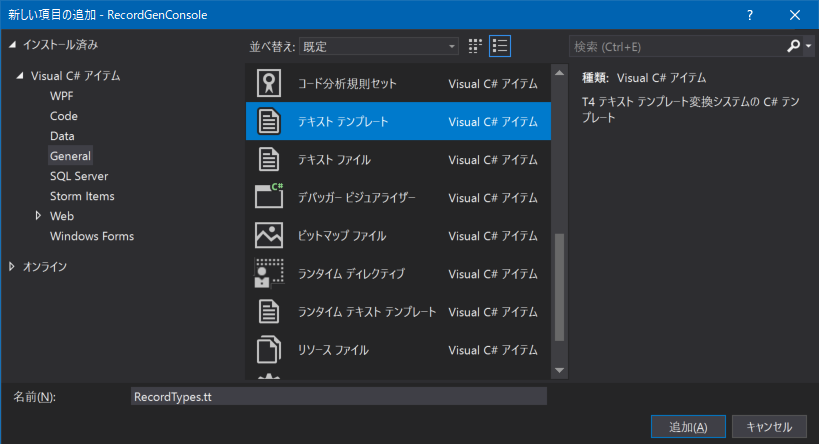 新しい項目の追加 - RecordGenConsole
インストール済み
Visual C# アイテム
WPF
Code
Data
General
SQL Server
Storm Items
Web
Windows Forms
オンライン
並べ替え: 既定
コード分析規則セット Visual C# アイテム
テキスト テンプレート Visual C# アイテム
テキスト ファイル Visual C# アイテム
C#
デバッガー ビジュアライザー Visual C# アイテム
ビットマップ ファイル Visual C# アイテム
ランタイム ディレクティブ Visual C# アイテム
ランタイム テキスト テンプレート Visual C# アイテム
リソース ファイル Visual C# アイテム
検索 (Ctrl+E)
種類: Visual C# アイテム
T4 テキスト テンプレート変換システムの C# テン
プレート
名前(N): RecordTypes.tt
追加(A) キャンセル